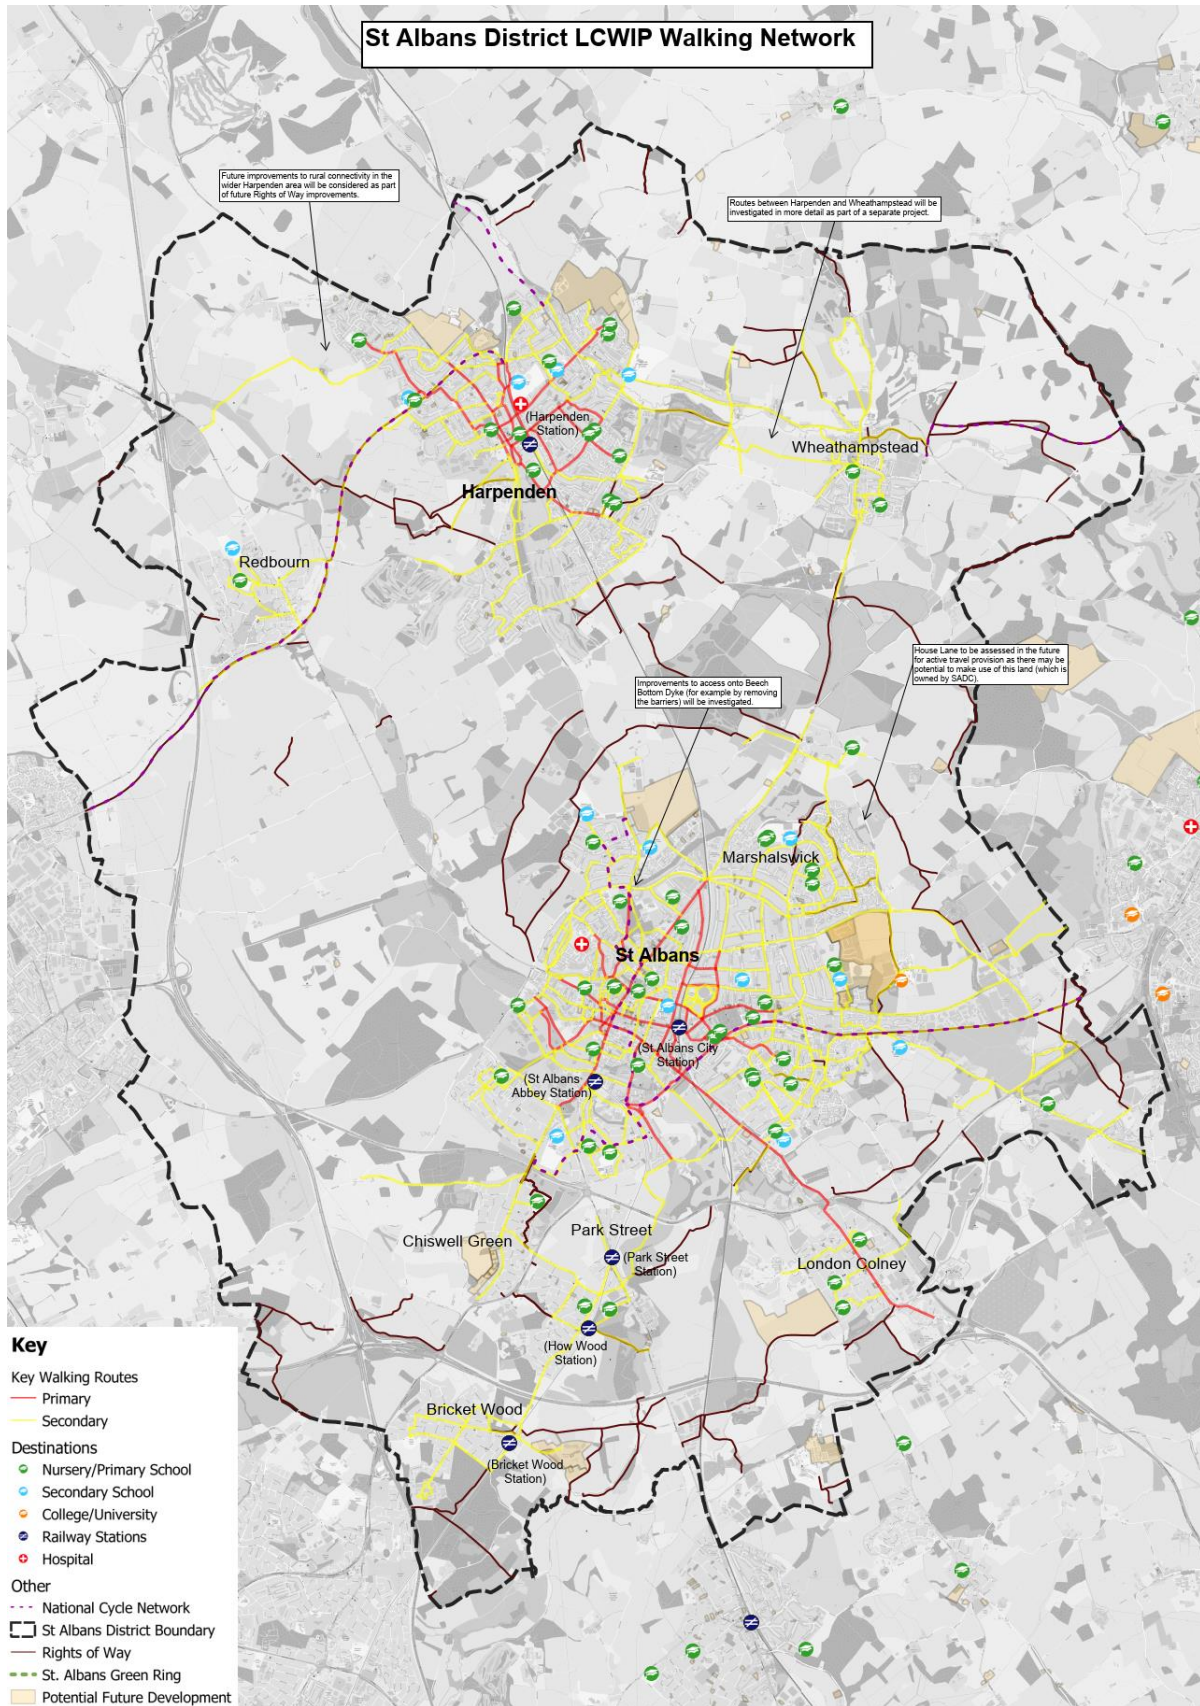 St Albans District LCWIP Walking Network
Future improvements to rural connectivity in the
wider Harpenden area will be considered as part
of future Rights of Way improvements.
Routes between Harpenden and Wheathampstead will be
investigated in more detail as part of a separate project.
(Harpenden
Station)
Wheathampstead
Harpenden
Redbourn
House Lane to be assessed in the future
for active travel provision as there may be
potential to make use of this land (which is
owned by SADC).
Improvements to access onto Beech
Bottom Dyke (for example by removing
the barriers) will be investigated.
Marshalswick
St Albans
(St Albans City
Station)
(St Albans
Abbey Station)
Park Street
Chiswell Green
(Park Street
Station)
London Colney
(How Wood
Station)
Bricket Wood
(Bricket Wood
Station)
Key
Key Walking Routes
Primary
Secondary
Destinations
Nursery/Primary School
Secondary School
College/University
Railway Stations
Hospital
Other
National Cycle Network
St Albans District Boundary
Rights of Way
St. Albans Green Ring
Potential Future Development